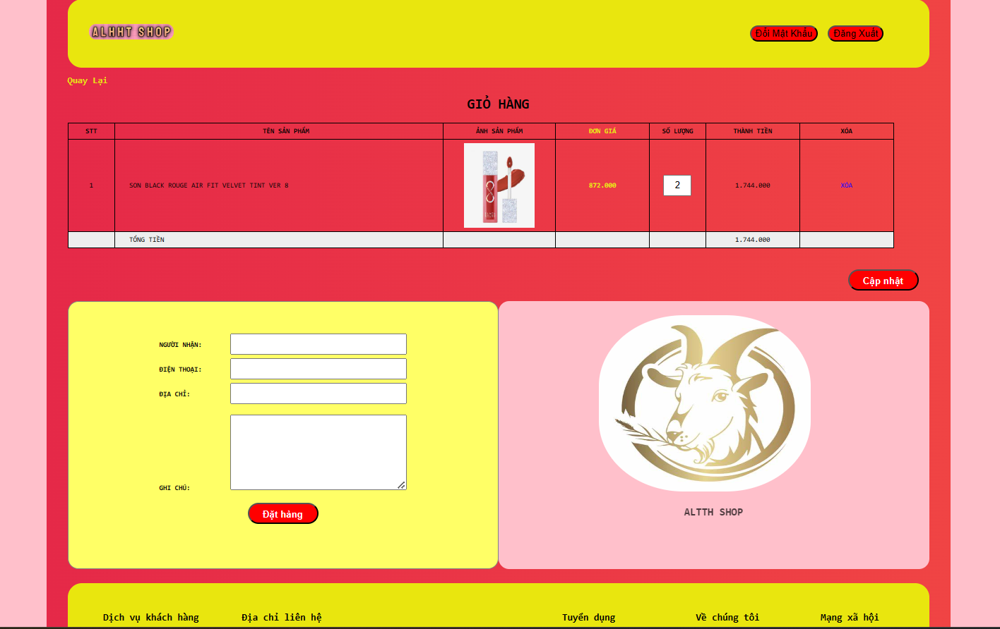 ALHHT SHOP
Đổi Mật Khẩu Đăng Xuất
Quay Lại
GIỎ HÀNG
STT TÊN SẢN PHẨM ẢNH SẢN PHẨM ĐƠN GIÁ SỐ LƯỢNG THÀNH TIỀN XÓA
1 SON BLACK ROUGE AIR FIT VELVET TINT VER 8 872.000 2 1.744.000 XÓA
TỔNG TIỀN 1.744.000
Cập nhật
NGƯỜI NHẬN:
ĐIỆN THOẠI:
ĐỊA CHỈ:
GHI CHÚ:
Đặt hàng
ALTTH SHOP
Dịch vụ khách hàng Địa chỉ liên hệ Tuyển dụng Về chúng tôi Mạng xã hội